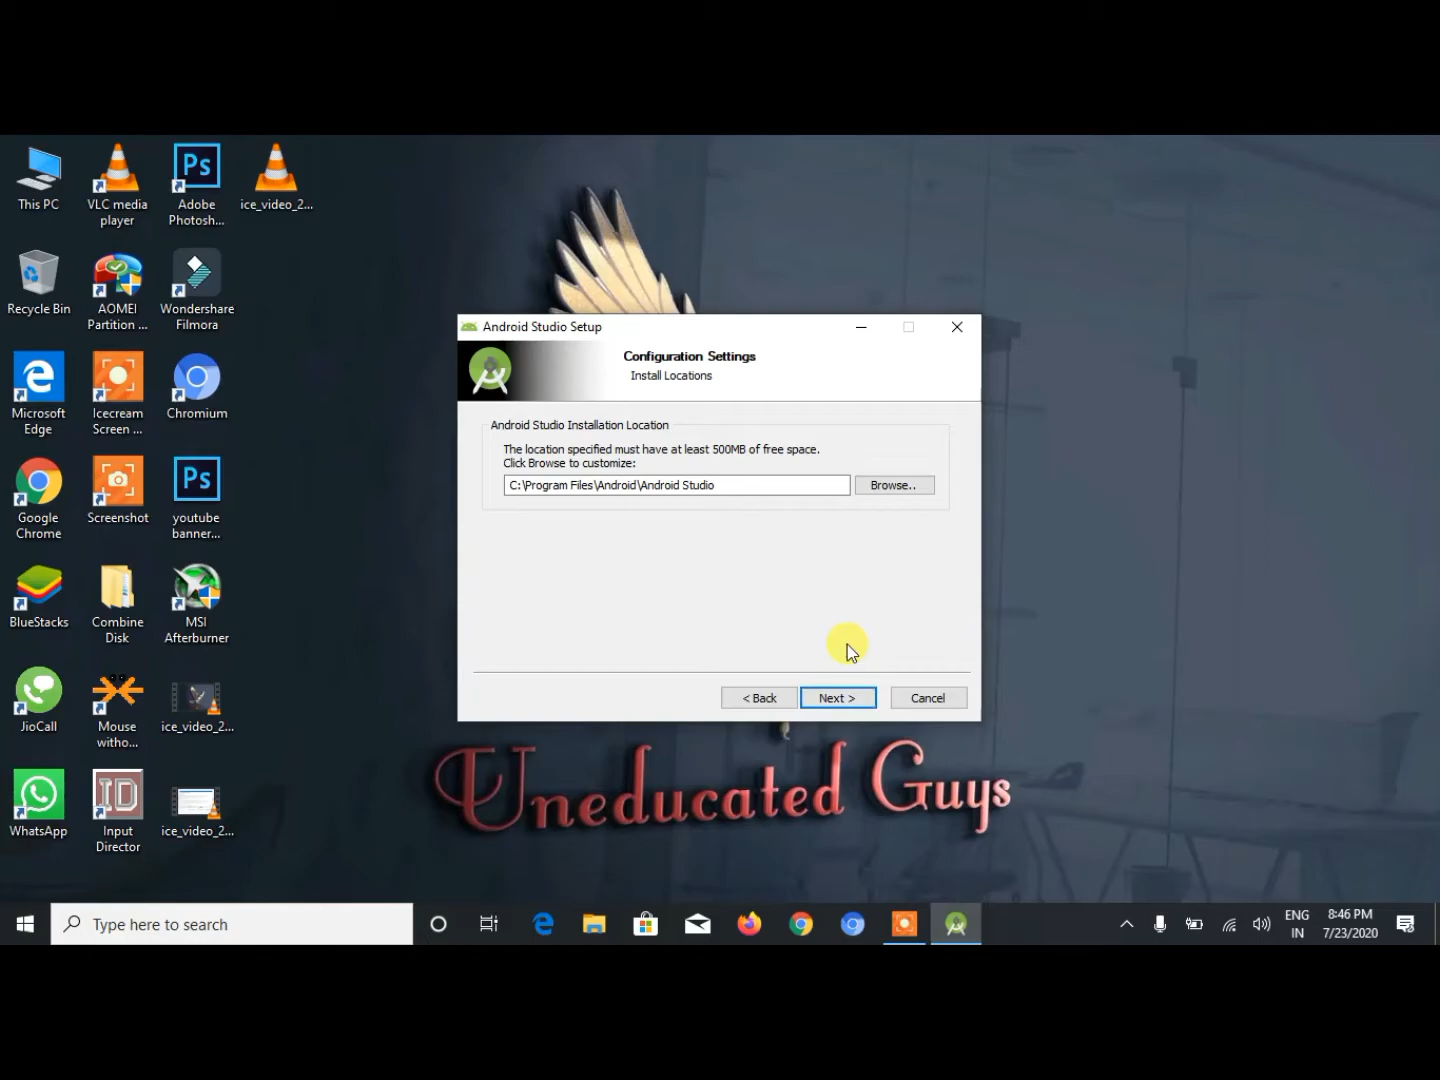 This PC
VLC media
player
Adobe
Photosh...
ice_video_2...
Recycle Bin
AOMEI
Partition ...
Wondershare
Filmora
Microsoft
Edge
Icecream
Screen ...
Chromium
Google
Chrome
Screenshot
youtube
banner...
BlueStacks
Combine
Disk
MSI
Afterburner
JioCall
Mouse
witho...
ice_video_2...
WhatsApp
Input
Director
ice_video_2...
Ps
Ps
ID
Android Studio Setup
Configuration Settings
Install Locations
Android Studio Installation Location
The location specified must have at least 500MB of free space.
Click Browse to customize:
C:\Program Files\Android\Android Studio
Browse..
< Back
Next >
Cancel
Uneducated Guys
Type here to search
ENG
IN
8:46 PM
7/23/2020